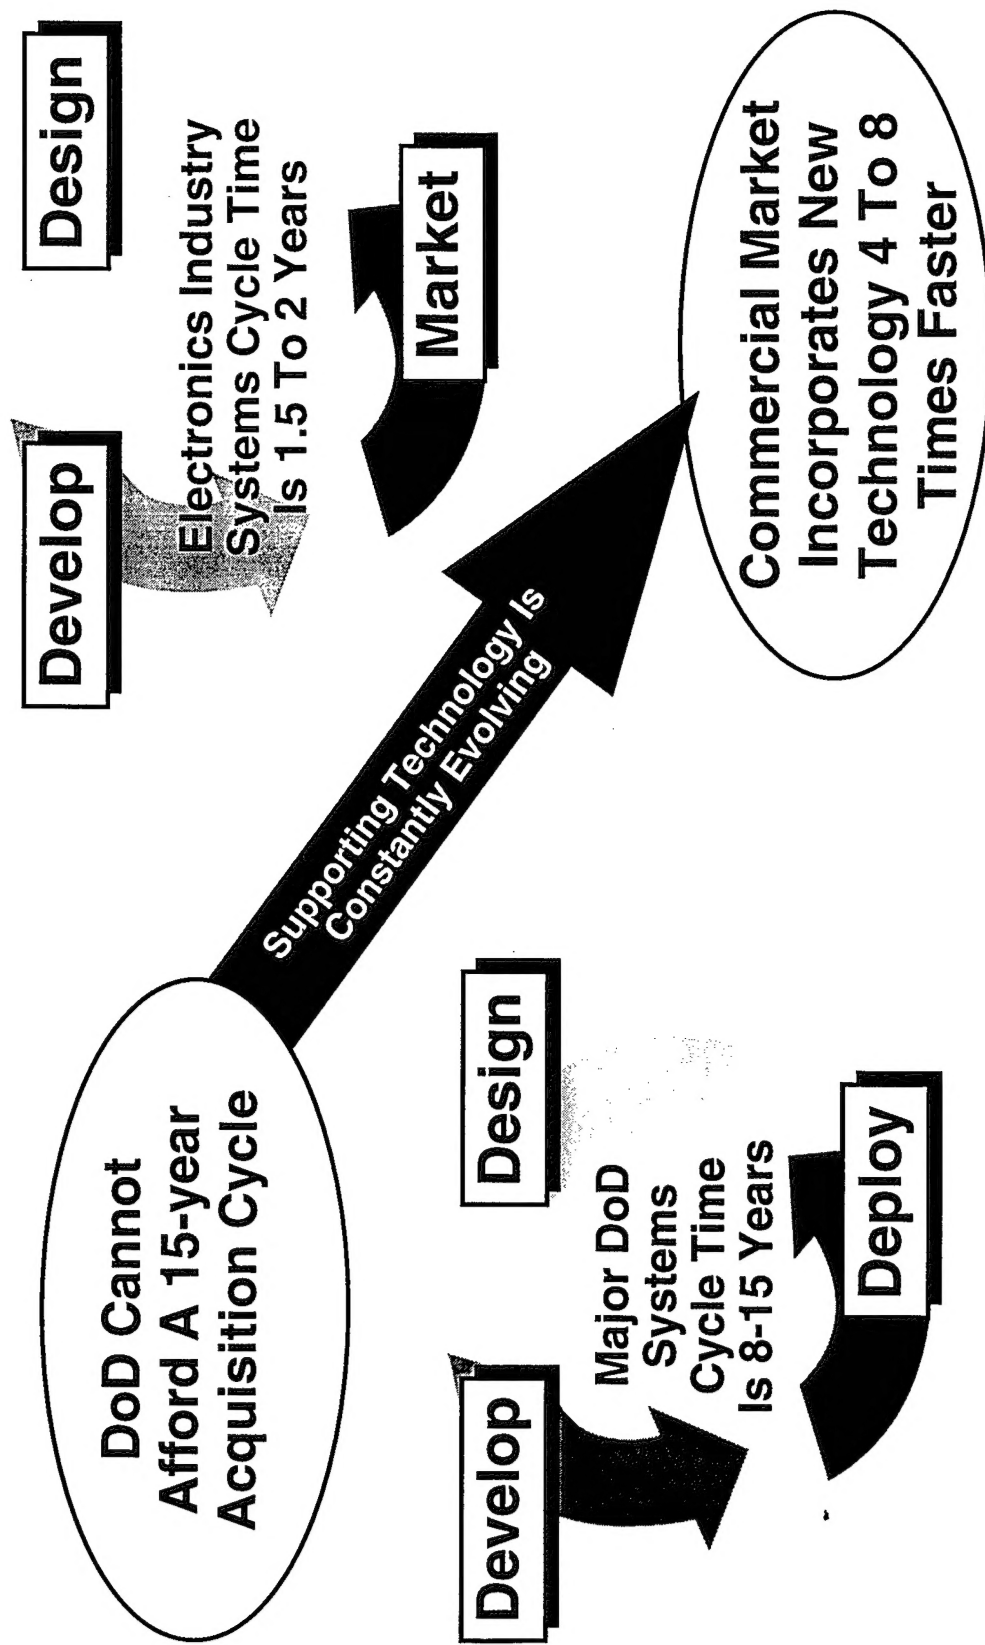 DoD Cannot
Afford A 15-year
Acquisition Cycle
Develop
Design
Electronics Industry
Systems Cycle Time
Is 1.5 To 2 Years
Market
Supporting Technology Is
Constantly Evolving
Develop
Design
Major DoD
Systems
Cycle Time
Is 8-15 Years
Deploy
Commercial Market
Incorporates New
Technology 4 To 8
Times Faster